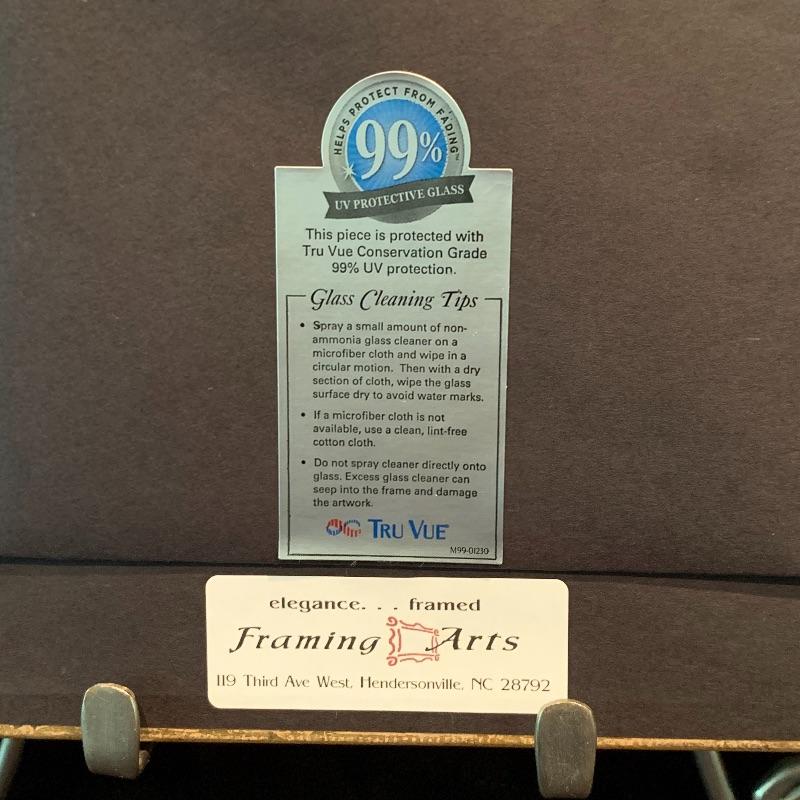 HELPS PROTECT FROM FADING™
99%
UV PROTECTIVE GLASS
This piece is protected with
Tru Vue Conservation Grade
99% UV protection.
Glass Cleaning Tips
• Spray a small amount of non-
ammonia glass cleaner on a
microfiber cloth and wipe in a
circular motion. Then with a dry
section of cloth, wipe the glass
surface dry to avoid water marks.
• If a microfiber cloth is not
available, use a clean, lint-free
cotton cloth.
• Do not spray cleaner directly onto
glass. Excess glass cleaner can
seep into the frame and damage
the artwork.
TRU VUE®
M99-01230
elegance. . . framed
Framing Arts
119 Third Ave West, Hendersonville, NC 28792